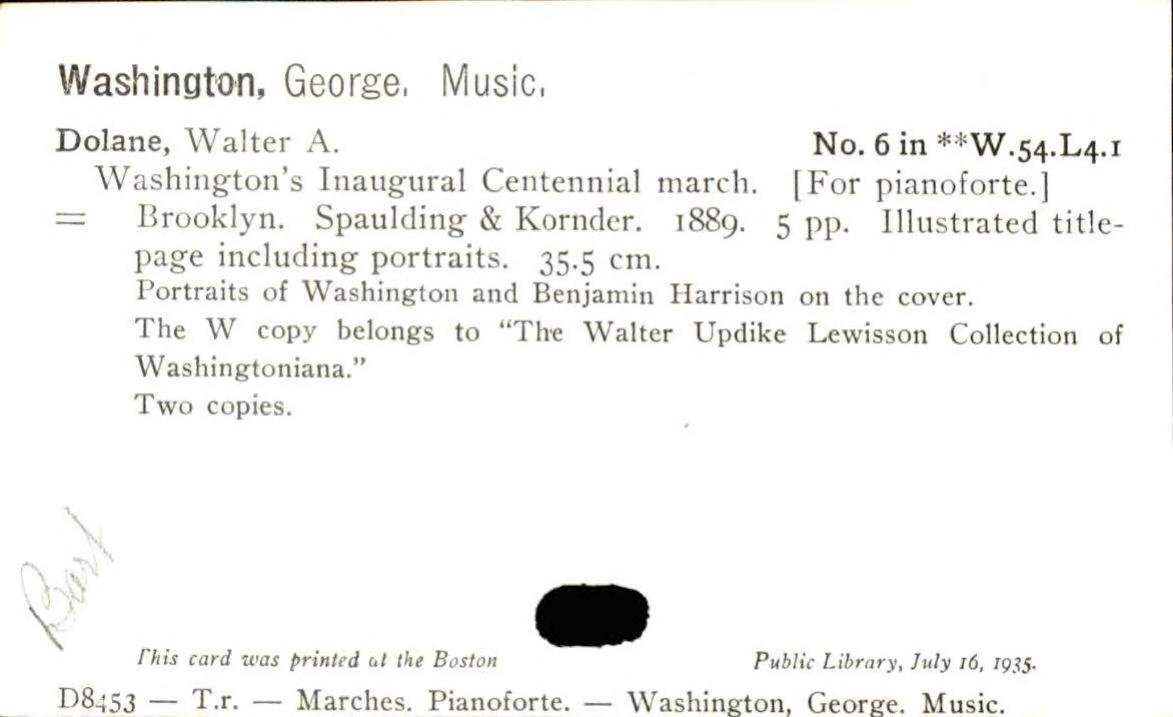 Washington, George. Music.
Dolane, Walter A. No. 6 in **W.54.L4.1
Washington's Inaugural Centennial march. [For pianoforte.]
= Brooklyn. Spaulding & Kornder. 1889. 5 pp. Illustrated title-
page including portraits. 35.5 cm.
Portraits of Washington and Benjamin Harrison on the cover.
The W copy belongs to “The Walter Updike Lewisson Collection of
Washingtoniana.”
Two copies.
Bart
This card was printed at the Boston Public Library, July 16, 1935.
D8453 — T.r. — Marches. Pianoforte. — Washington, George. Music.